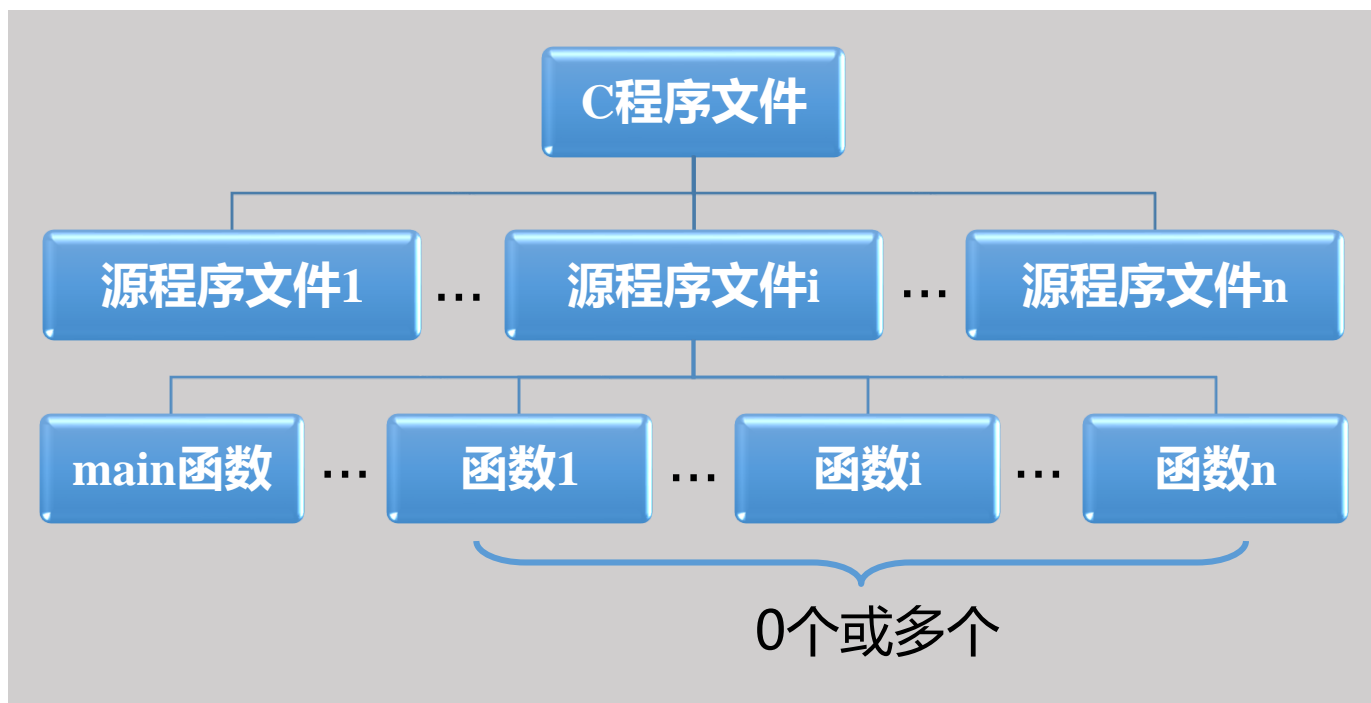 C程序文件
源程序文件1 … 源程序文件i … 源程序文件n
main函数 … 函数1 … 函数i … 函数n
0个或多个